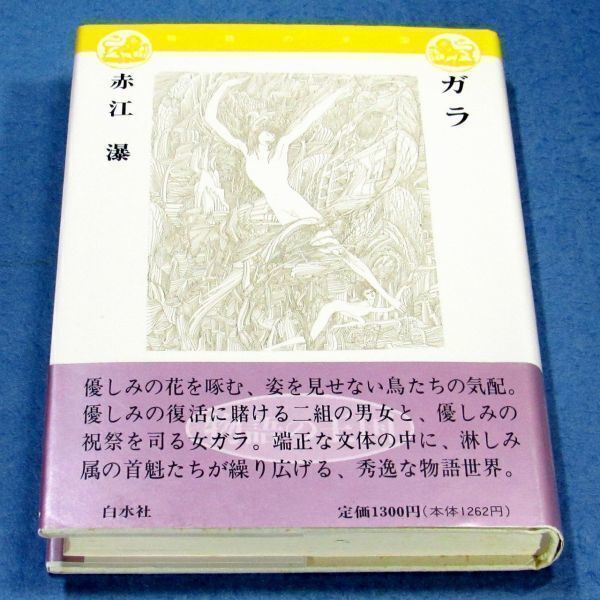 ガラ
赤江 瀑
優しみの花を啄む、姿を見せない鳥たちの気配。
優しみの復活に賭ける二組の男女と、優しみの
祝祭を司る女ガラ。端正な文体の中に、淋しみ
属の首魁たちが繰り広げる、秀逸な物語世界。
白水社
定価1300円(本体1262円)